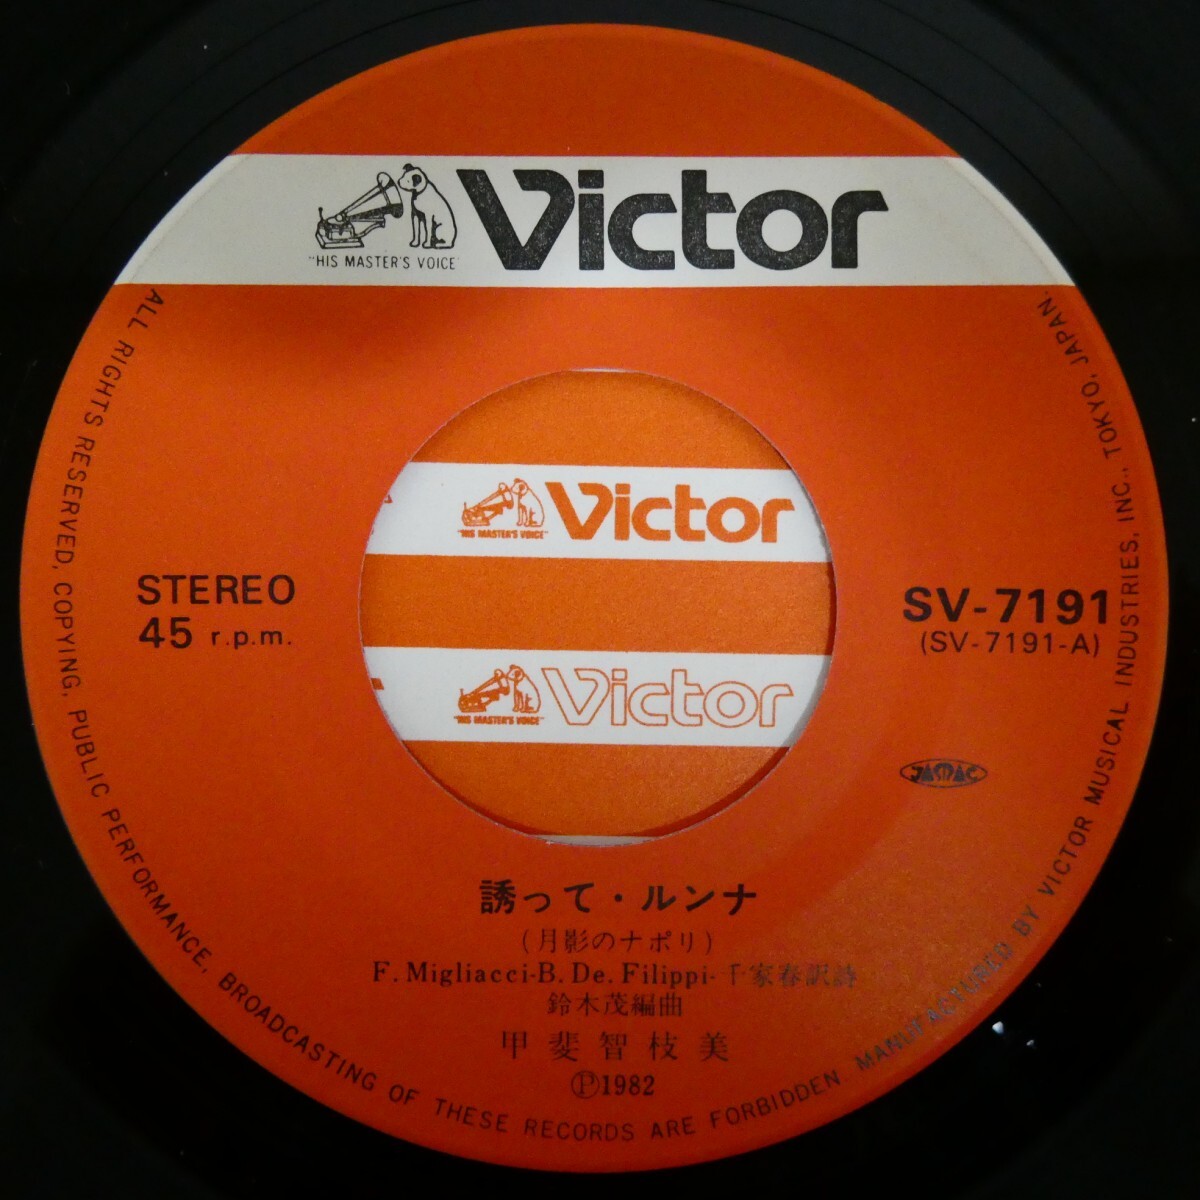 Victor
"HIS MASTER'S VOICE"
Victor
"HIS MASTER'S VOICE"
STEREO
45 r.p.m.
SV-7191
(SV-7191-A)
Victor
"HIS MASTER'S VOICE"
JASRAC
誘って・ルンナ
(月影のナポリ)
F. Migliacci-B. De. Filippi-千家春訳詩
鈴木茂編曲
甲斐智枝美
Ⓟ1982
ALL RIGHTS RESERVED, COPYING, PUBLIC PERFORMANCE, BROADCASTING OF THESE RECORDS ARE FORBIDDEN MANUFACTURED BY VICTOR MUSICAL INDUSTRIES, INC., TOKYO, JAPAN.